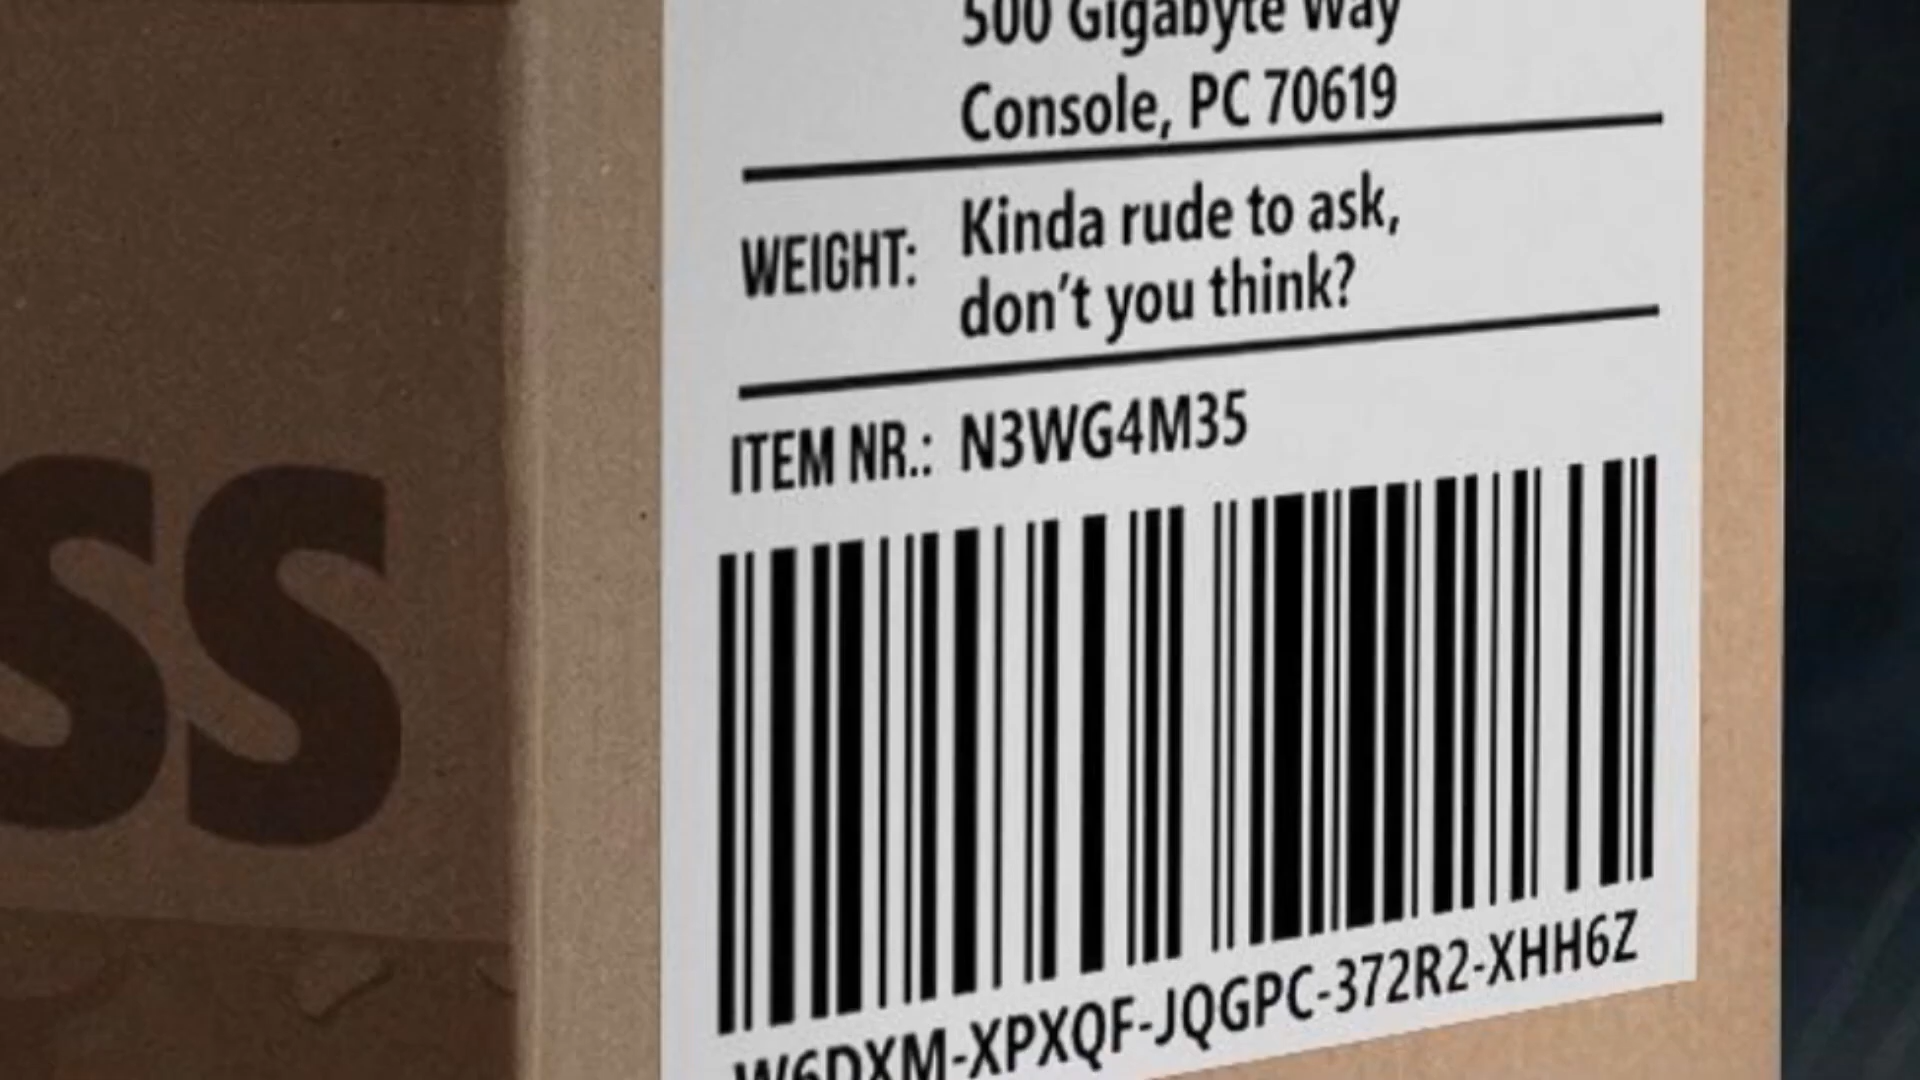 500 Gigabyte Way
Console, PC 70619
WEIGHT: Kinda rude to ask,
don't you think?
ITEM NR.: N3WG4M35
SS
W6DXM-XPXQF-JQGPC-372R2-XHH6Z